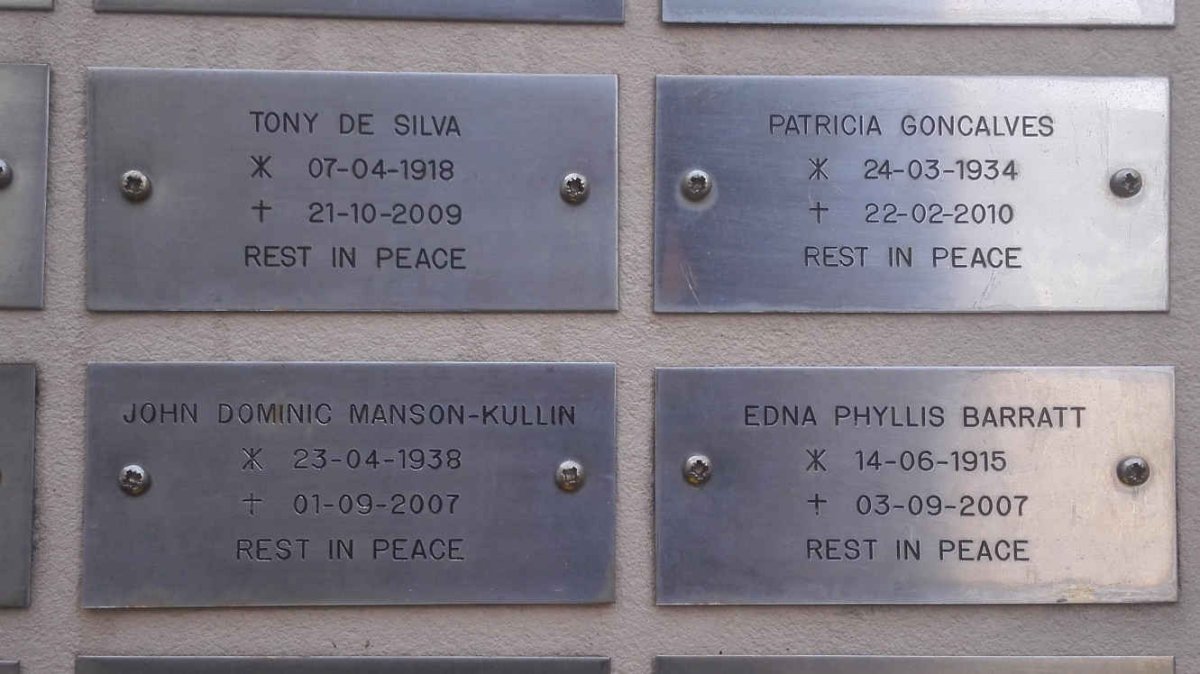 TONY DE SILVA
Ж 07-04-1918
† 21-10-2009
REST IN PEACE
PATRICIA GONCALVES
Ж 24-03-1934
† 22-02-2010
REST IN PEACE
JOHN DOMINIC MANSON-KULLIN
Ж 23-04-1938
† 01-09-2007
REST IN PEACE
EDNA PHYLLIS BARRATT
Ж 14-06-1915
† 03-09-2007
REST IN PEACE